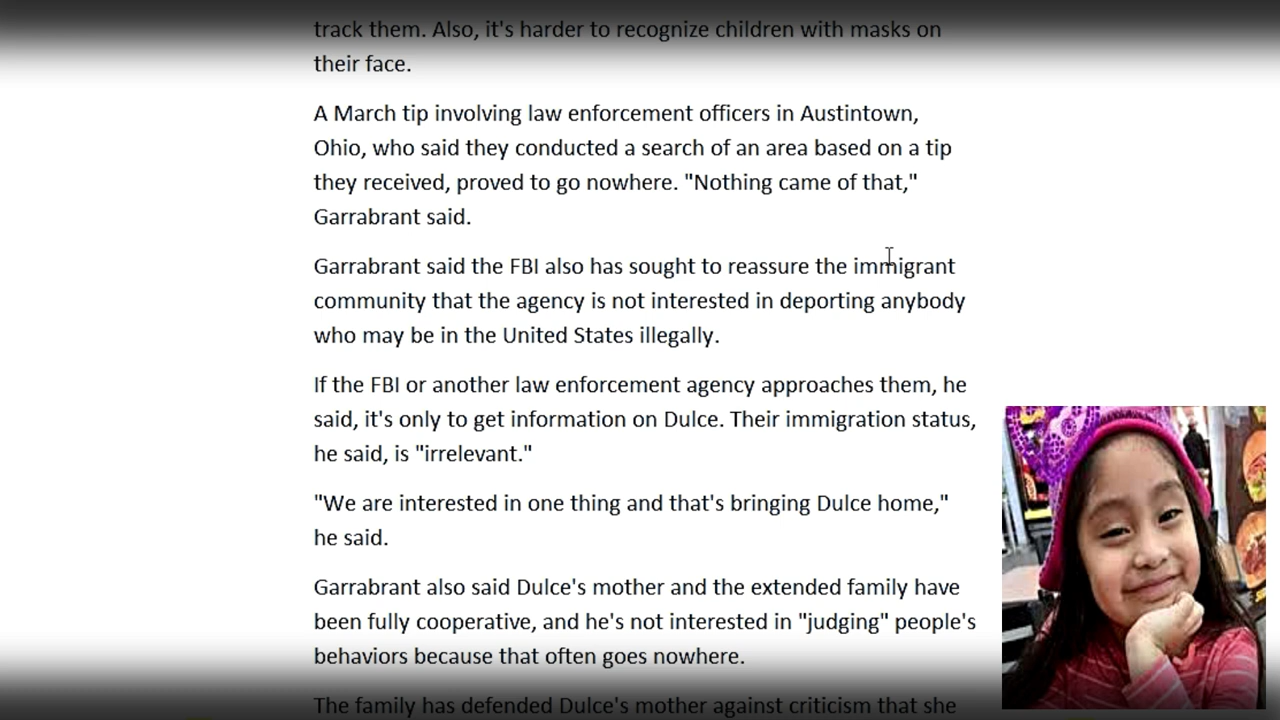 track them. Also, it's harder to recognize children with masks on
their face.
A March tip involving law enforcement officers in Austintown,
Ohio, who said they conducted a search of an area based on a tip
they received, proved to go nowhere. "Nothing came of that,"
Garrabrant said.
Garrabrant said the FBI also has sought to reassure the immigrant
community that the agency is not interested in deporting anybody
who may be in the United States illegally.
If the FBI or another law enforcement agency approaches them, he
said, it's only to get information on Dulce. Their immigration status,
he said, is "irrelevant."
"We are interested in one thing and that's bringing Dulce home,"
he said.
Garrabrant also said Dulce's mother and the extended family have
been fully cooperative, and he's not interested in "judging" people's
behaviors because that often goes nowhere.
The family has defended Dulce's mother against criticism that she